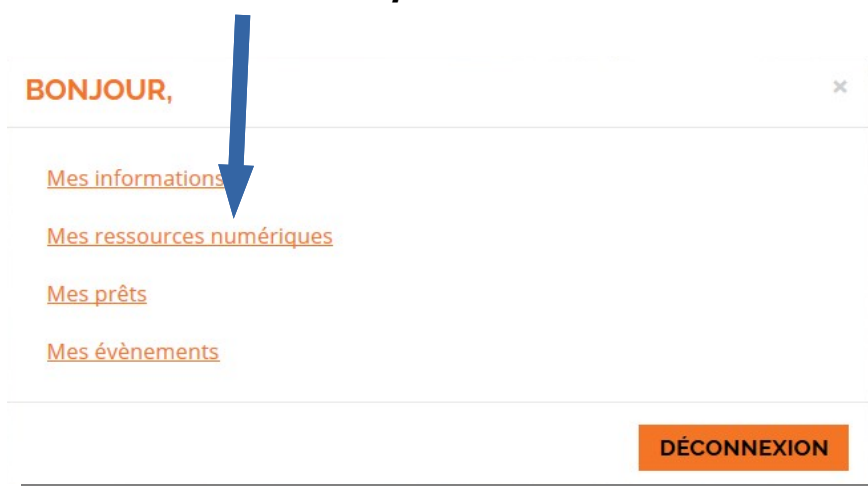 BONJOUR,
×
Mes informations
Mes ressources numériques
Mes prêts
Mes évènements
DÉCONNEXION